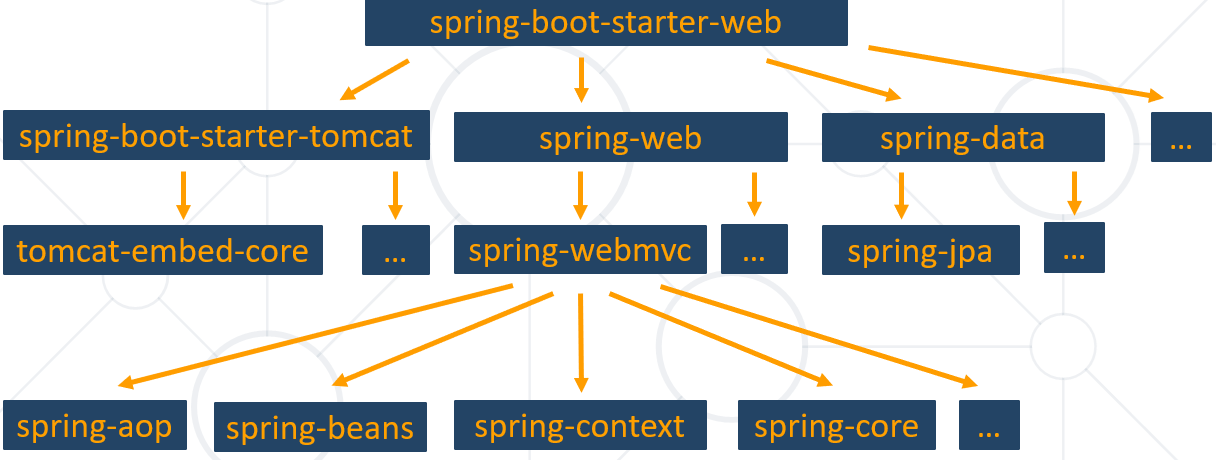 spring-boot-starter-web
spring-boot-starter-tomcat
spring-web
spring-data
...
tomcat-embed-core
...
spring-webmvc
...
spring-jpa
...
spring-aop
spring-beans
spring-context
spring-core
...